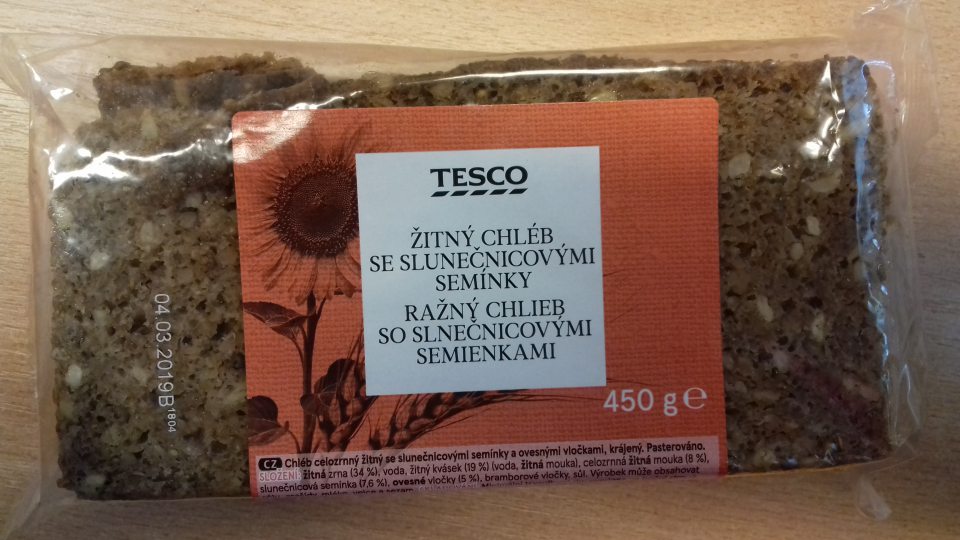 TESCO
ŽITNÝ CHLÉB
SE SLUNEČNICOVÝMI
SEMÍNKY
RAŽNÝ CHLIEB
SO SLNEČNICOVÝMI
SEMIENKAMI
450 g ℮
04.03.2019B 1804
CZ Chléb celozrnný žitný se slunečnicovými semínky a ovesnými vločkami, krájený. Pasterováno.
SLOŽENÍ: žitná zrna (34 %), voda, žitný kvásek (19 %) (voda, žitná mouka), celozrnná žitná mouka (8 %),
slunečnicová semínka (7,6 %), ovesné vločky (5 %), bramborové vločky, sůl. Výrobek může obsahovat